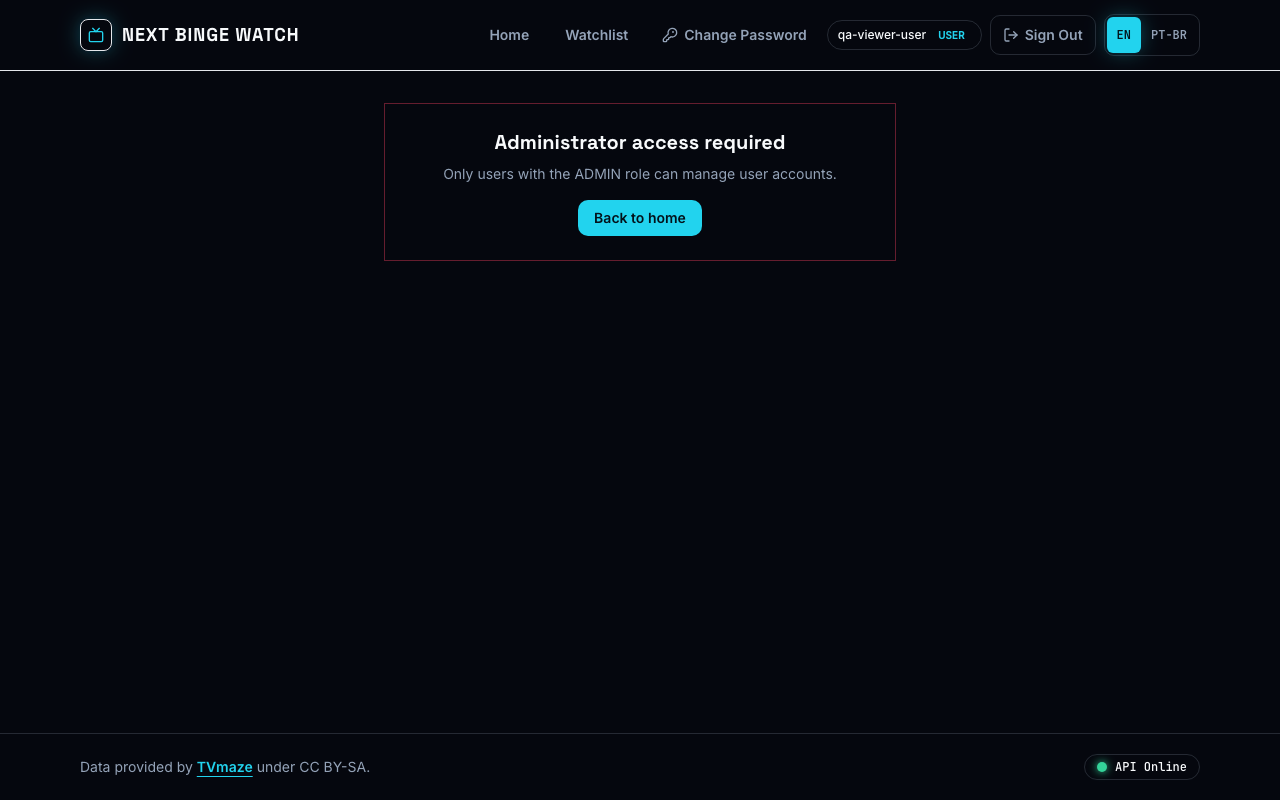 NEXT BINGE WATCH
Home
Watchlist
Change Password
qa-viewer-user USER
Sign Out
EN
PT-BR
Administrator access required
Only users with the ADMIN role can manage user accounts.
Back to home
Data provided by TVmaze under CC BY-SA.
API Online